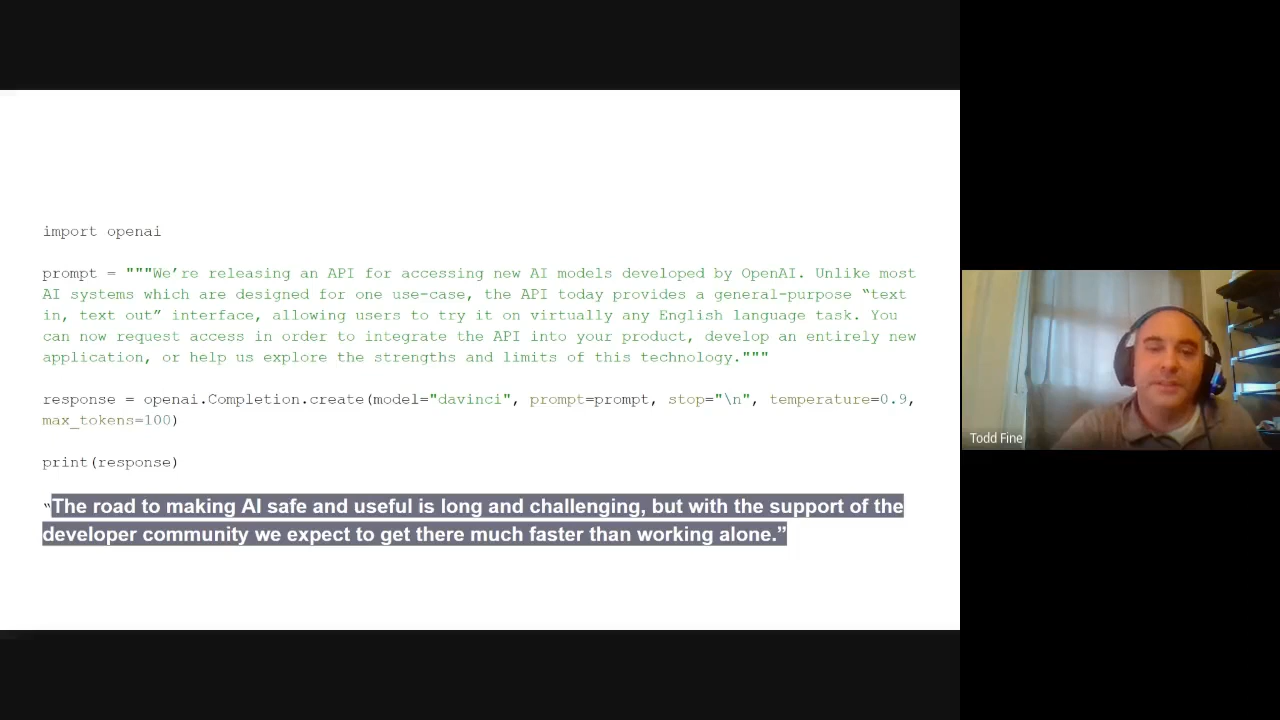 import openai
prompt = """We’re releasing an API for accessing new AI models developed by OpenAI. Unlike most
AI systems which are designed for one use-case, the API today provides a general-purpose “text
in, text out” interface, allowing users to try it on virtually any English language task. You
can now request access in order to integrate the API into your product, develop an entirely new
application, or help us explore the strengths and limits of this technology."""
response = openai.Completion.create(model="davinci", prompt=prompt, stop="\n", temperature=0.9,
max_tokens=100)
print(response)
“The road to making AI safe and useful is long and challenging, but with the support of the
developer community we expect to get there much faster than working alone.”
Todd Fine